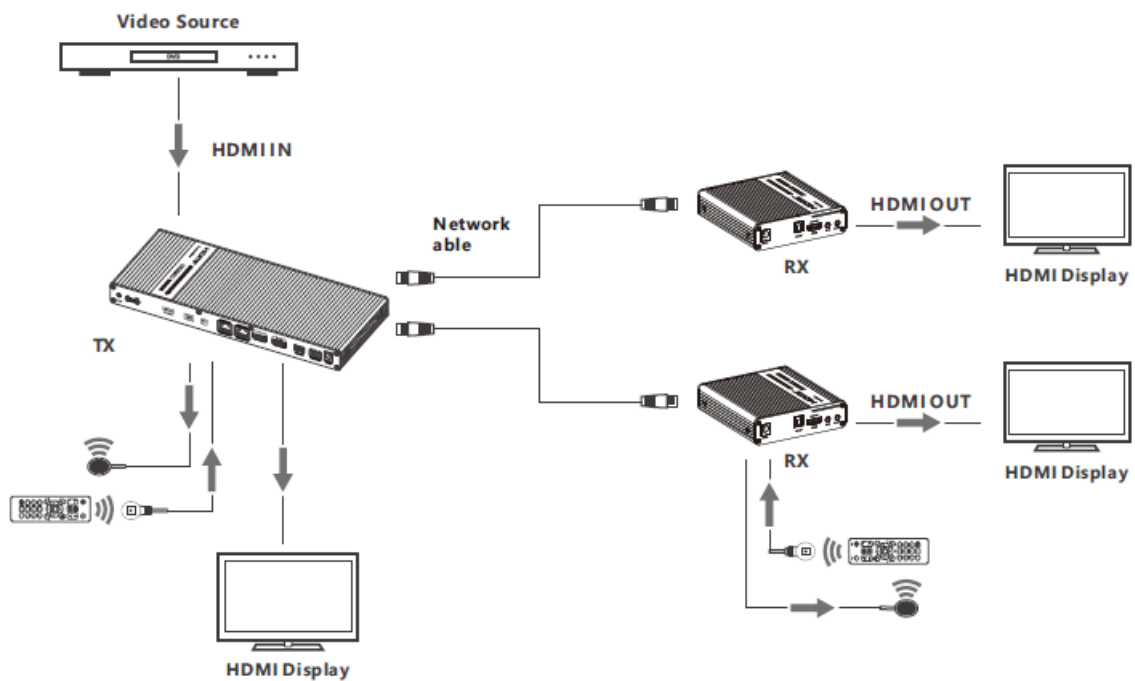 Video Source
DVD
HDMI IN
Network
able
TX
HDMI OUT
RX
HDMI Display
HDMI OUT
RX
HDMI Display
HDMI Display